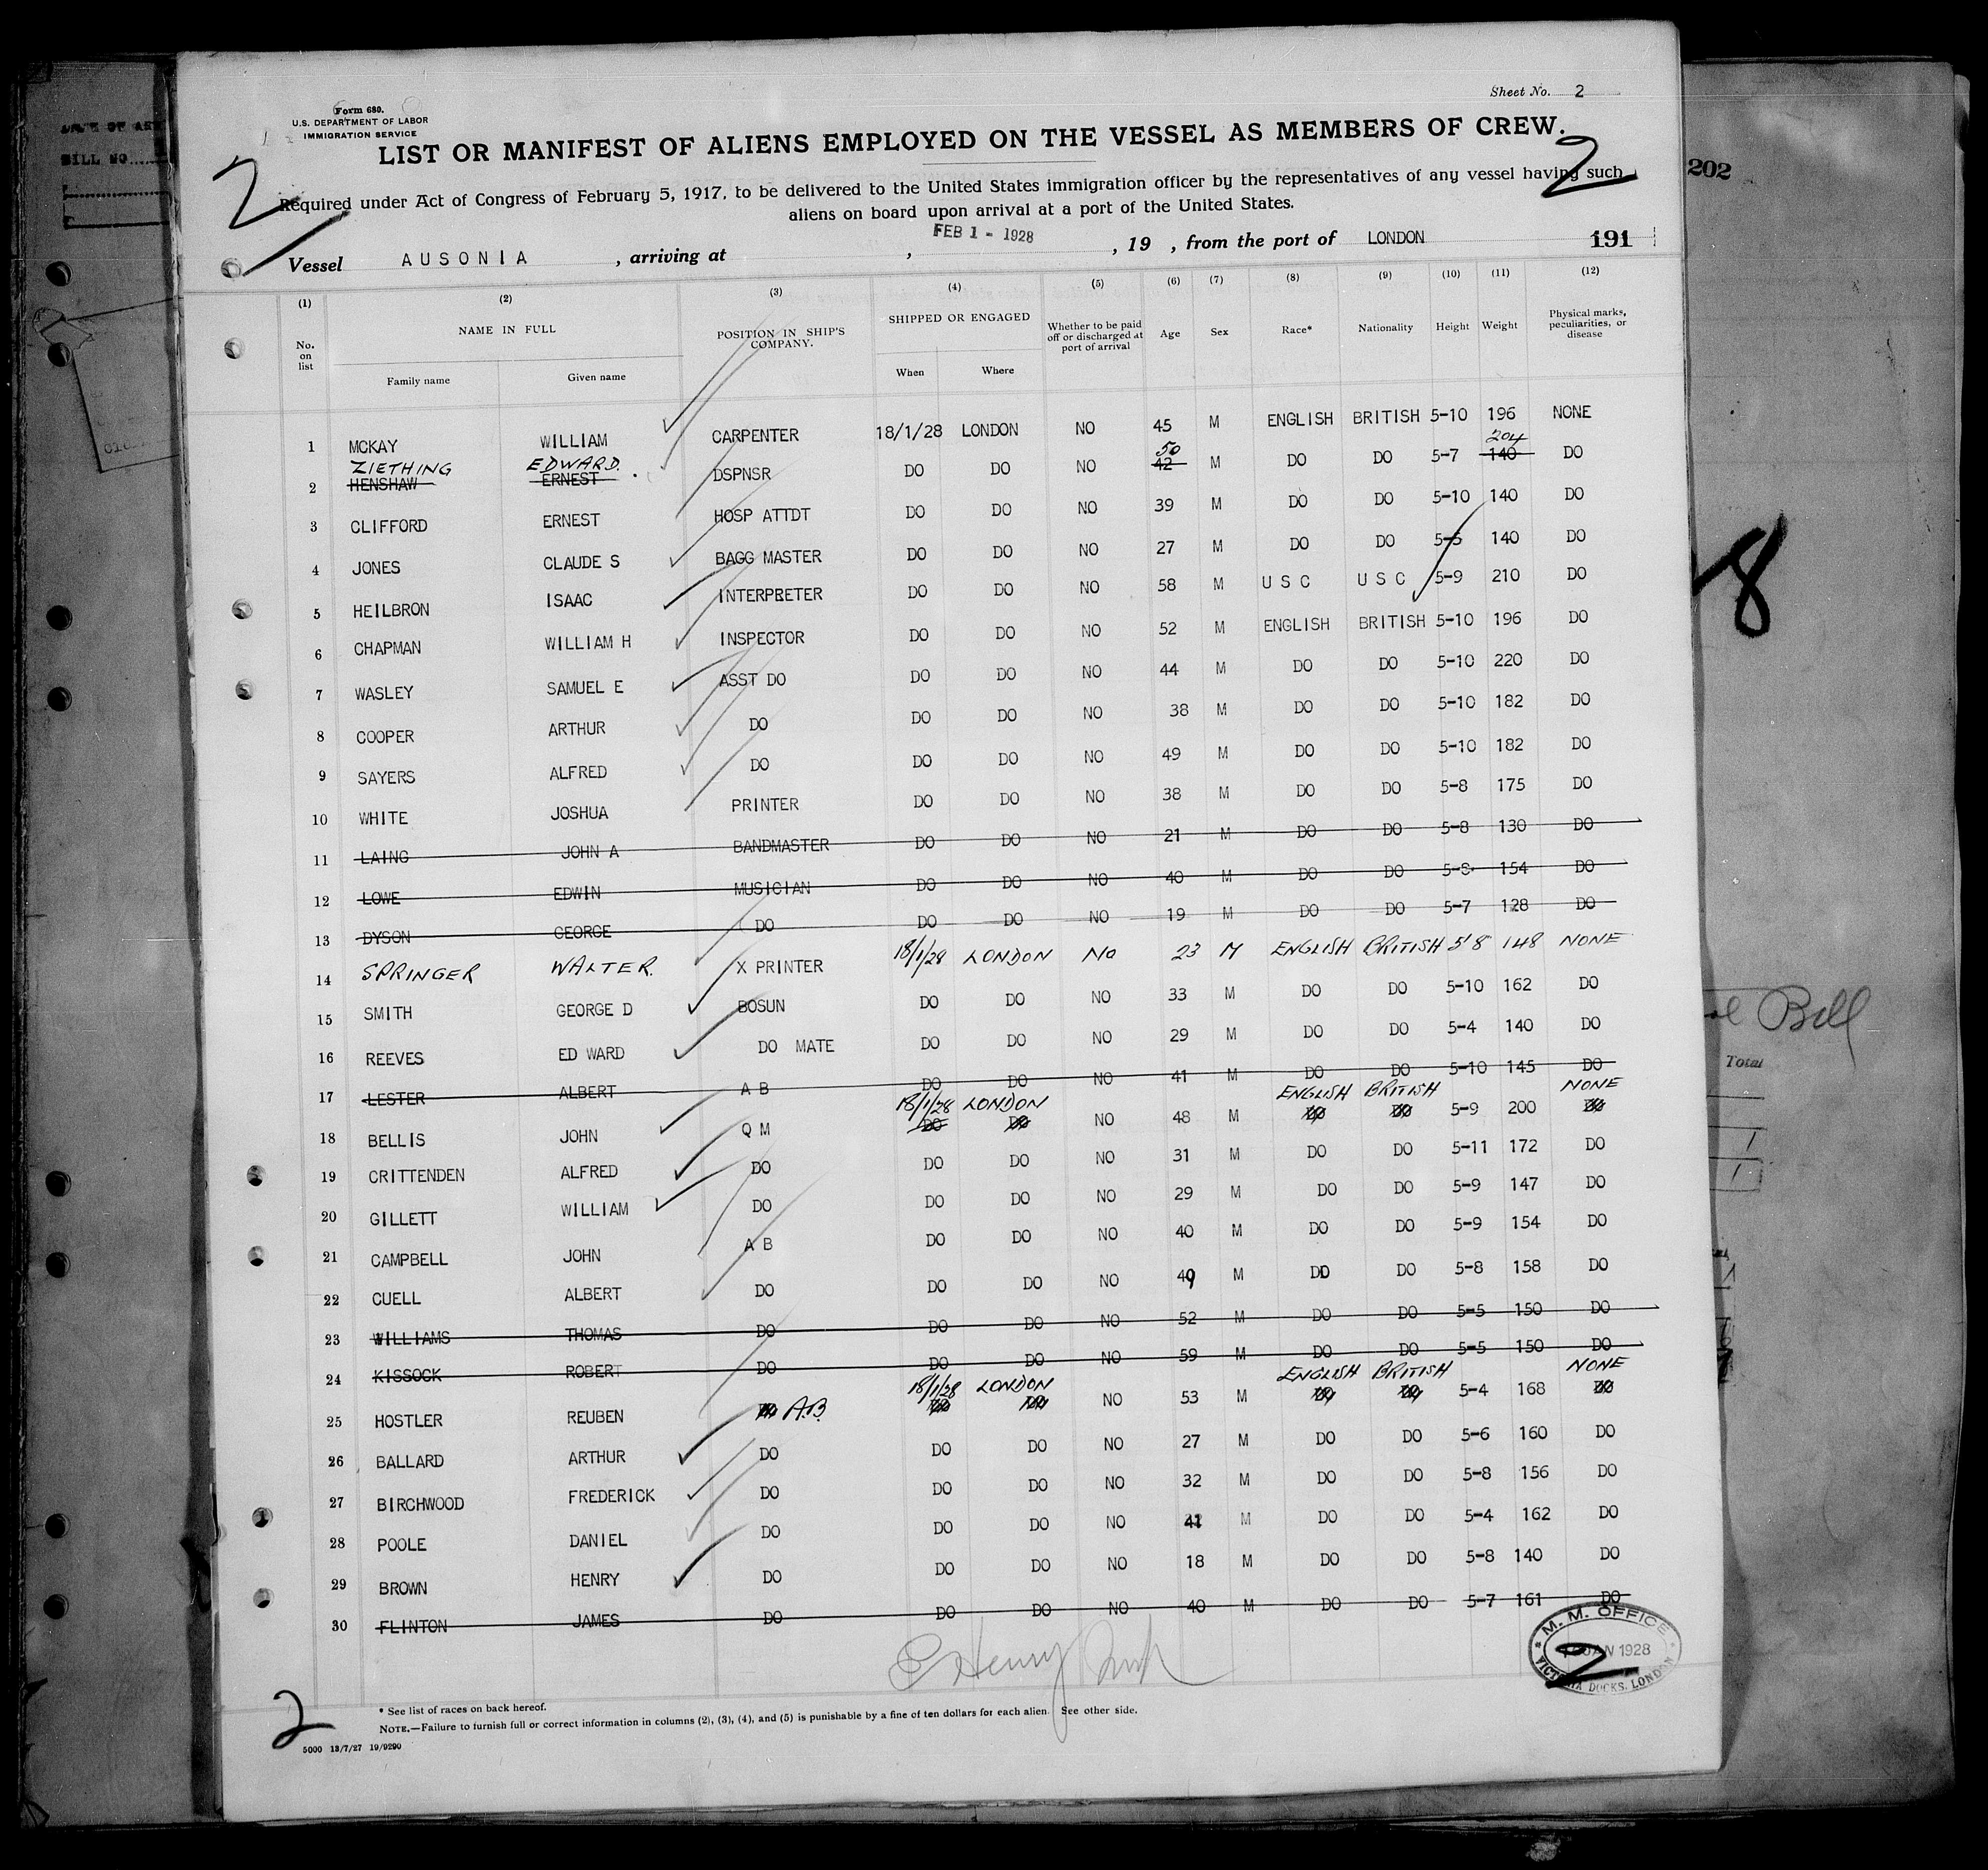 Form 680.
U.S. DEPARTMENT OF LABOR
IMMIGRATION SERVICE
Sheet No. 2
LIST OR MANIFEST OF ALIENS EMPLOYED ON THE VESSEL AS MEMBERS OF CREW.
2 2
202
Required under Act of Congress of February 5, 1917, to be delivered to the United States immigration officer by the representatives of any vessel having such
aliens on board upon arrival at a port of the United States.
FEB 1 - 1928
Vessel AUSONIA , arriving at , , 19 , from the port of LONDON 191
(1) (2) (3) (4) (5) (6) (7) (8) (9) (10) (11) (12)
No. on list NAME IN FULL POSITION IN SHIP'S COMPANY. SHIPPED OR ENGAGED Whether to be paid off or discharged at port of arrival Age Sex Race* Nationality Height Weight Physical marks, peculiarities, or disease
Family name Given name When Where
1 MCKAY WILLIAM CARPENTER 18/1/28 LONDON NO 45 M ENGLISH BRITISH 5-10 196 NONE
ZIETHING EDWARD. 50 204
2 HENSHAW ERNEST DSPNSR DO DO NO 42 M DO DO 5-7 140 DO
3 CLIFFORD ERNEST HOSP ATTDT DO DO NO 39 M DO DO 5-10 140 DO
4 JONES CLAUDE S BAGG MASTER DO DO NO 27 M DO DO 5-5 140 DO
5 HEILBRON ISAAC INTERPRETER DO DO NO 58 M U S C U S C 5-9 210 DO
6 CHAPMAN WILLIAM H INSPECTOR DO DO NO 52 M ENGLISH BRITISH 5-10 196 DO
7 WASLEY SAMUEL E ASST DO DO DO NO 44 M DO DO 5-10 220 DO
8 COOPER ARTHUR DO DO DO NO 38 M DO DO 5-10 182 DO
9 SAYERS ALFRED DO DO DO NO 49 M DO DO 5-10 182 DO
10 WHITE JOSHUA PRINTER DO DO NO 38 M DO DO 5-8 175 DO
11 LAING JOHN A BANDMASTER DO DO NO 21 M DO DO 5-8 130 DO
12 LOWE EDWIN MUSICIAN DO DO NO 40 M DO DO 5-8 154 DO
13 DYSON GEORGE DO DO DO NO 19 M DO DO 5-7 128 DO
14 SPRINGER WALTER. X PRINTER 18/1/28 LONDON No 23 M ENGLISH BRITISH 5'8 148 NONE
15 SMITH GEORGE D BOSUN DO DO NO 33 M DO DO 5-10 162 DO
16 REEVES ED WARD DO MATE DO DO NO 29 M DO DO 5-4 140 DO
17 LESTER ALBERT A B DO DO NO 41 M DO DO 5-10 145 DO
18/1/28 LONDON ENGLISH BRITISH NONE
18 BELLIS JOHN Q M DO DO NO 48 M DO DO 5-9 200 DO
19 CRITTENDEN ALFRED DO DO DO NO 31 M DO DO 5-11 172 DO
20 GILLETT WILLIAM DO DO DO NO 29 M DO DO 5-9 147 DO
21 CAMPBELL JOHN A B DO DO NO 40 M DO DO 5-9 154 DO
22 CUELL ALBERT DO DO DO NO 49 M DO DO 5-8 158 DO
23 WILLIAMS THOMAS DO DO DO NO 52 M DO DO 5-5 150 DO
24 KISSOCK ROBERT DO DO DO NO 59 M DO DO 5-5 150 DO
18/1/28 LONDON ENGLISH BRITISH NONE
25 HOSTLER REUBEN DO A.B. DO DO NO 53 M DO DO 5-4 168 DO
26 BALLARD ARTHUR DO DO DO NO 27 M DO DO 5-6 160 DO
27 BIRCHWOOD FREDERICK DO DO DO NO 32 M DO DO 5-8 156 DO
28 POOLE DANIEL DO DO DO NO 41 M DO DO 5-4 162 DO
29 BROWN HENRY DO DO DO NO 18 M DO DO 5-8 140 DO
30 FLINTON JAMES DO DO DO NO 40 M DO DO 5-7 161 DO
Henry
M. M. OFFICE
JAN 1928
VICTORIA DOCKS, LONDON
2
2
* See list of races on back hereof.
NOTE.—Failure to furnish full or correct information in columns (2), (3), (4), and (5) is punishable by a fine of ten dollars for each alien. See other side.
5000 13/7/27 19/9290
BILL NO
8
Bill
Total